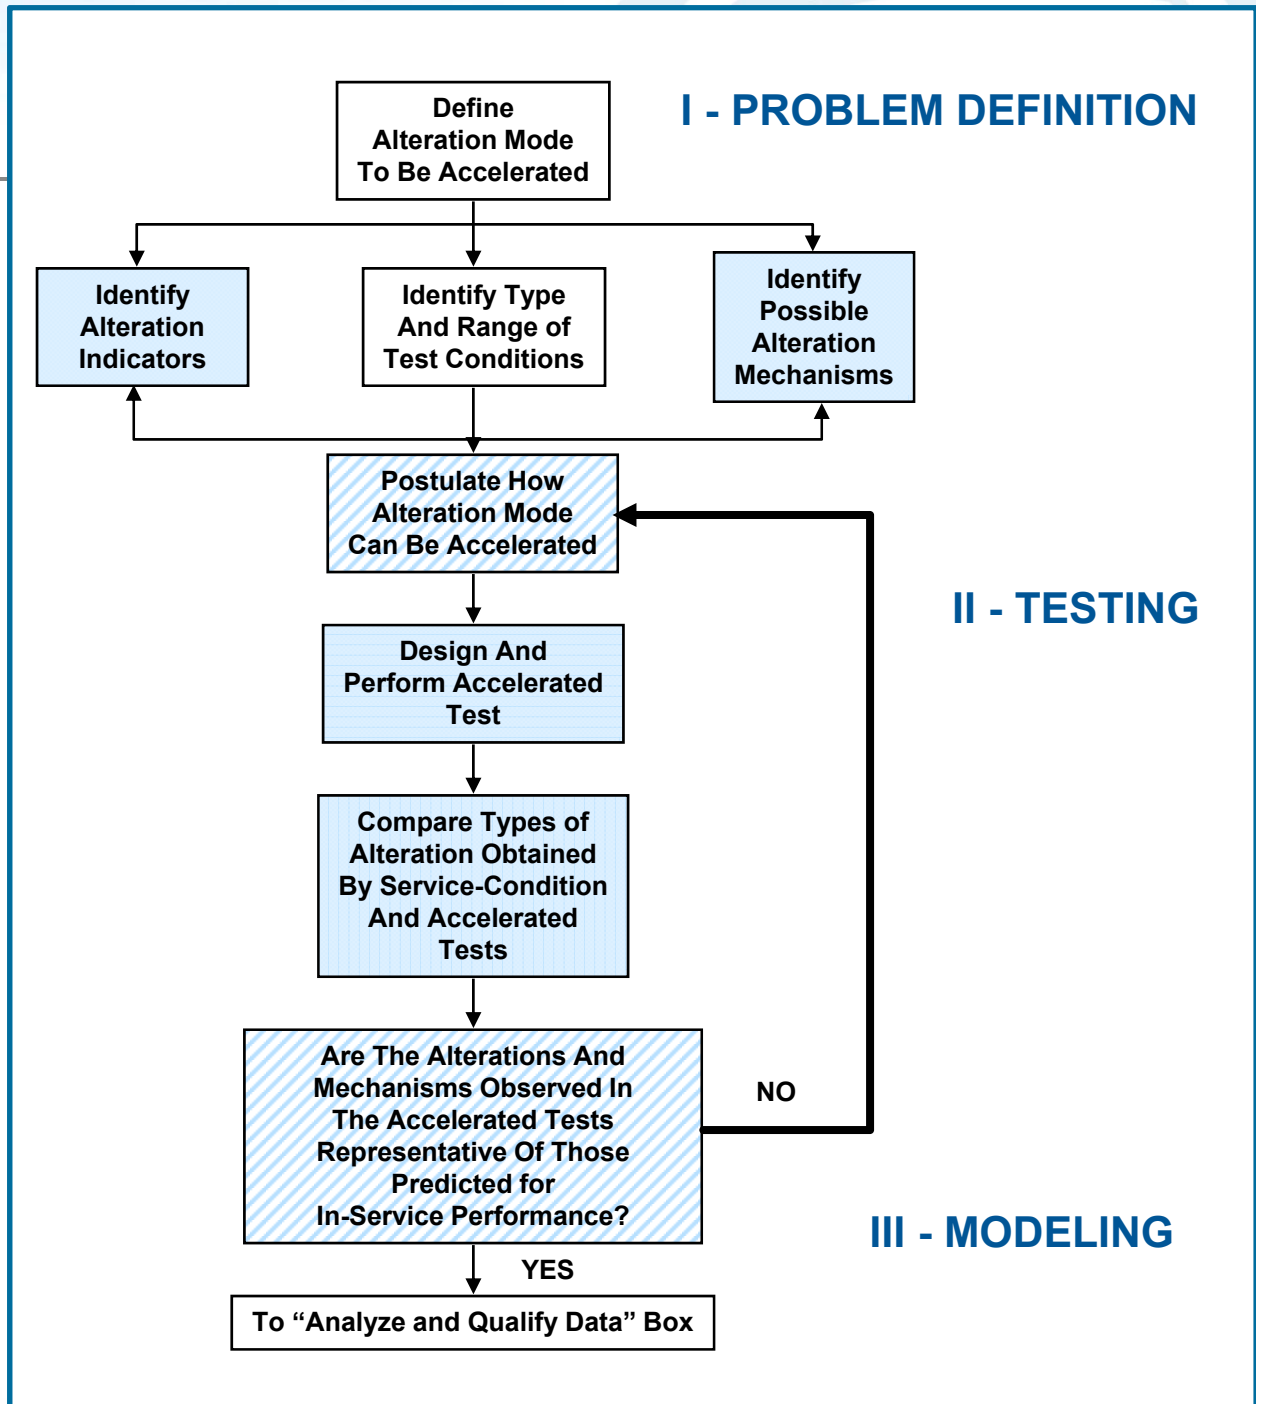 I - PROBLEM DEFINITION
Define
Alteration Mode
To Be Accelerated
Identify
Alteration
Indicators
Identify Type
And Range of
Test Conditions
Identify
Possible
Alteration
Mechanisms
Postulate How
Alteration Mode
Can Be Accelerated
II - TESTING
Design And
Perform Accelerated
Test
Compare Types of
Alteration Obtained
By Service-Condition
And Accelerated
Tests
Are The Alterations And
Mechanisms Observed In
The Accelerated Tests
Representative Of Those
Predicted for
In-Service Performance?
NO
III - MODELING
YES
To “Analyze and Qualify Data” Box